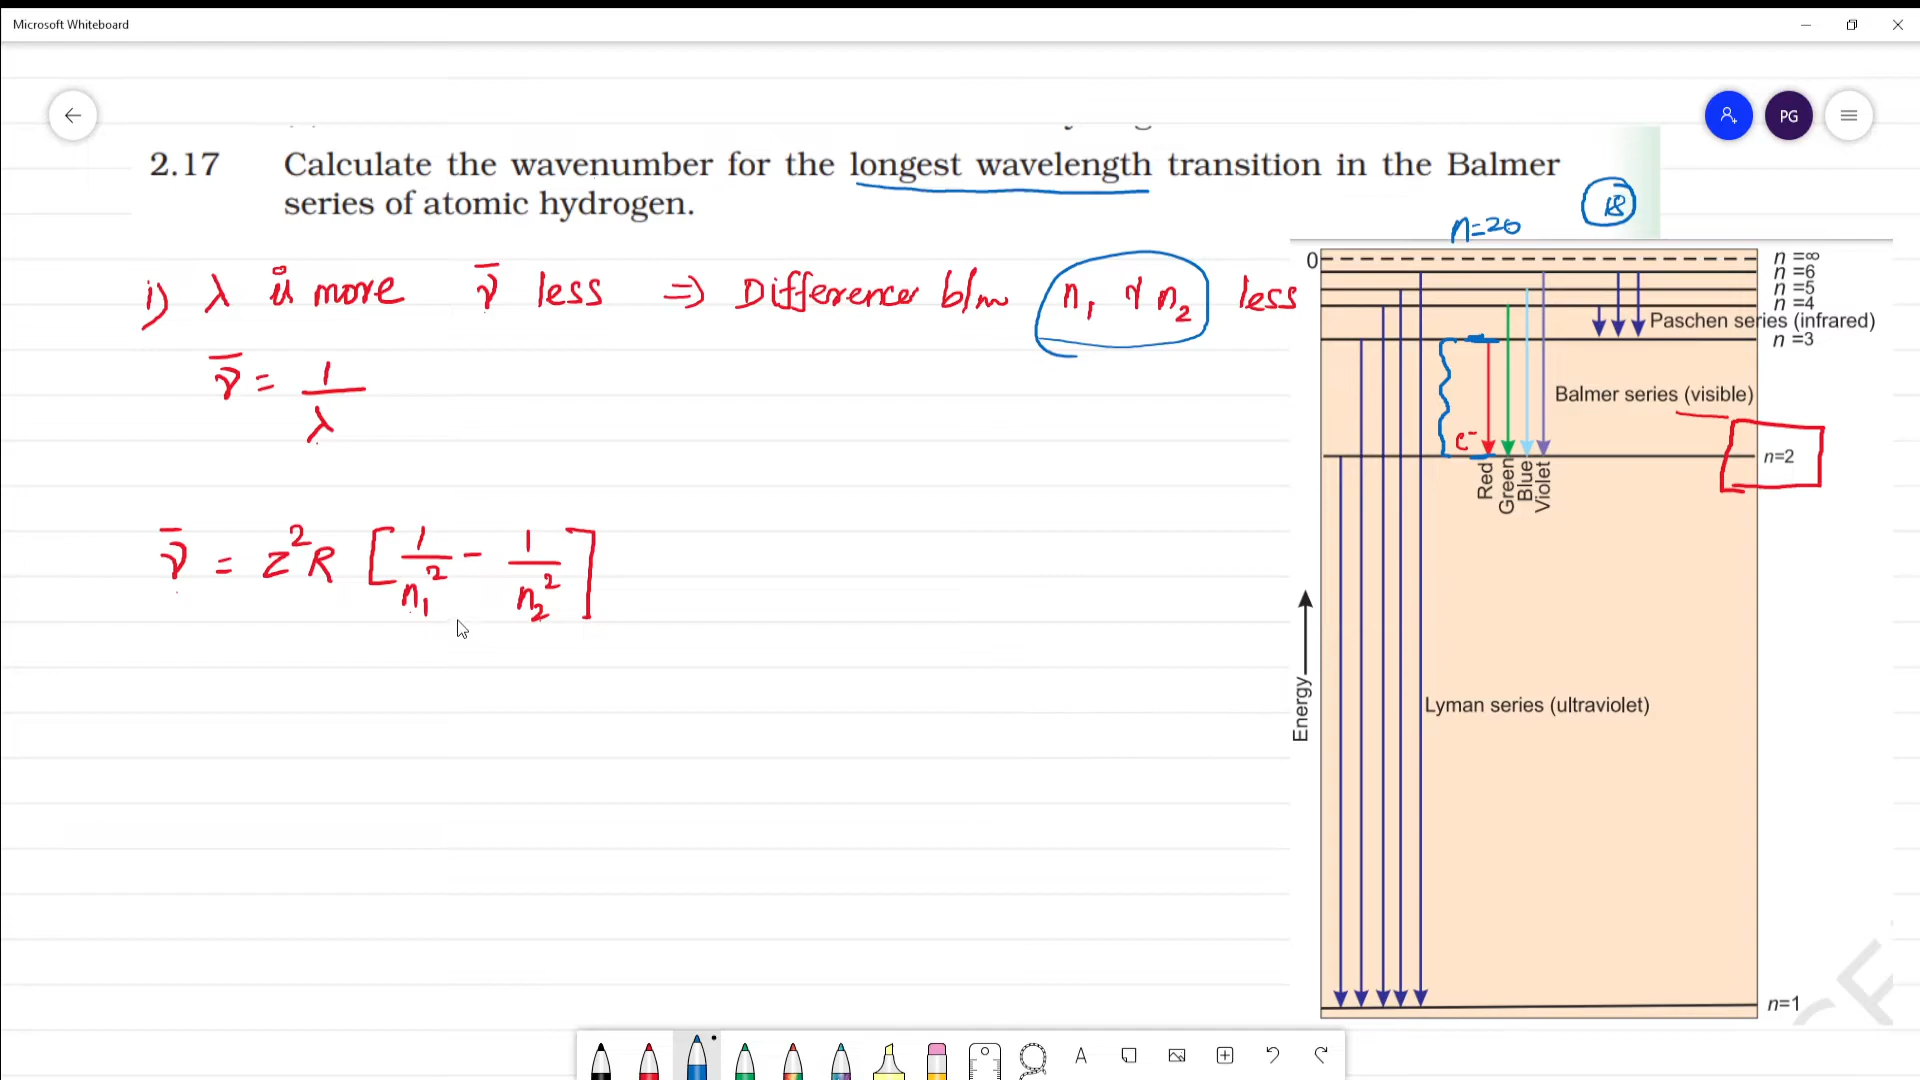 Microsoft Whiteboard
PG
2.17 Calculate the wavenumber for the longest wavelength transition in the Balmer
series of atomic hydrogen.
18
n=20
i) λ is more ν̅ less => Difference b/w n₁ & n₂ less
ν̅ = 1/λ
ν̅ = Z²R [1/n₁² - 1/n₂²]
0
n =∞
n =6
n =5
n =4
Paschen series (infrared)
n =3
Balmer series (visible)
e⁻
n=2
Red
Green
Blue
Violet
Energy
Lyman series (ultraviolet)
n=1
A